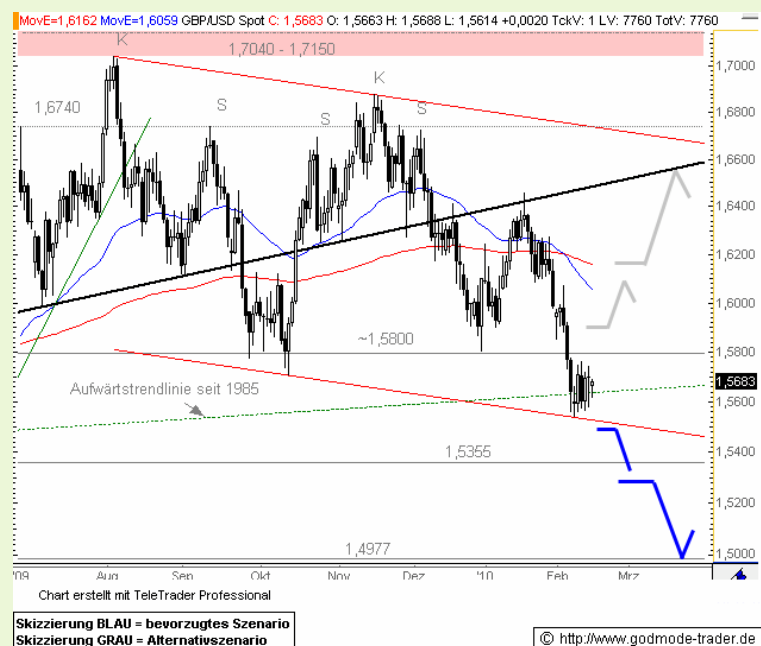 MovE=1,6162 MovE=1,6059 GBP/USD Spot C: 1,5683 O: 1,5663 H: 1,5688 L: 1,5614 +0,0020 TckV: 1 LV: 7760 TotV: 7760
K
1,7040 - 1,7150
1,7000
K
1,6740
S
S
S
1,6800
1,6600
1,6400
1,6200
1,6000
~1,5800
1,5800
1,5683
Aufwärtstrendlinie seit 1985
1,5600
1,5355
1,5400
1,5200
1,4977
1,5000
'09 Aug Sep Okt Nov Dez '10 Feb Mrz
Chart erstellt mit TeleTrader Professional
Skizzierung BLAU = bevorzugtes Szenario
Skizzierung GRAU = Alternativszenario
© http://www.godmode-trader.de